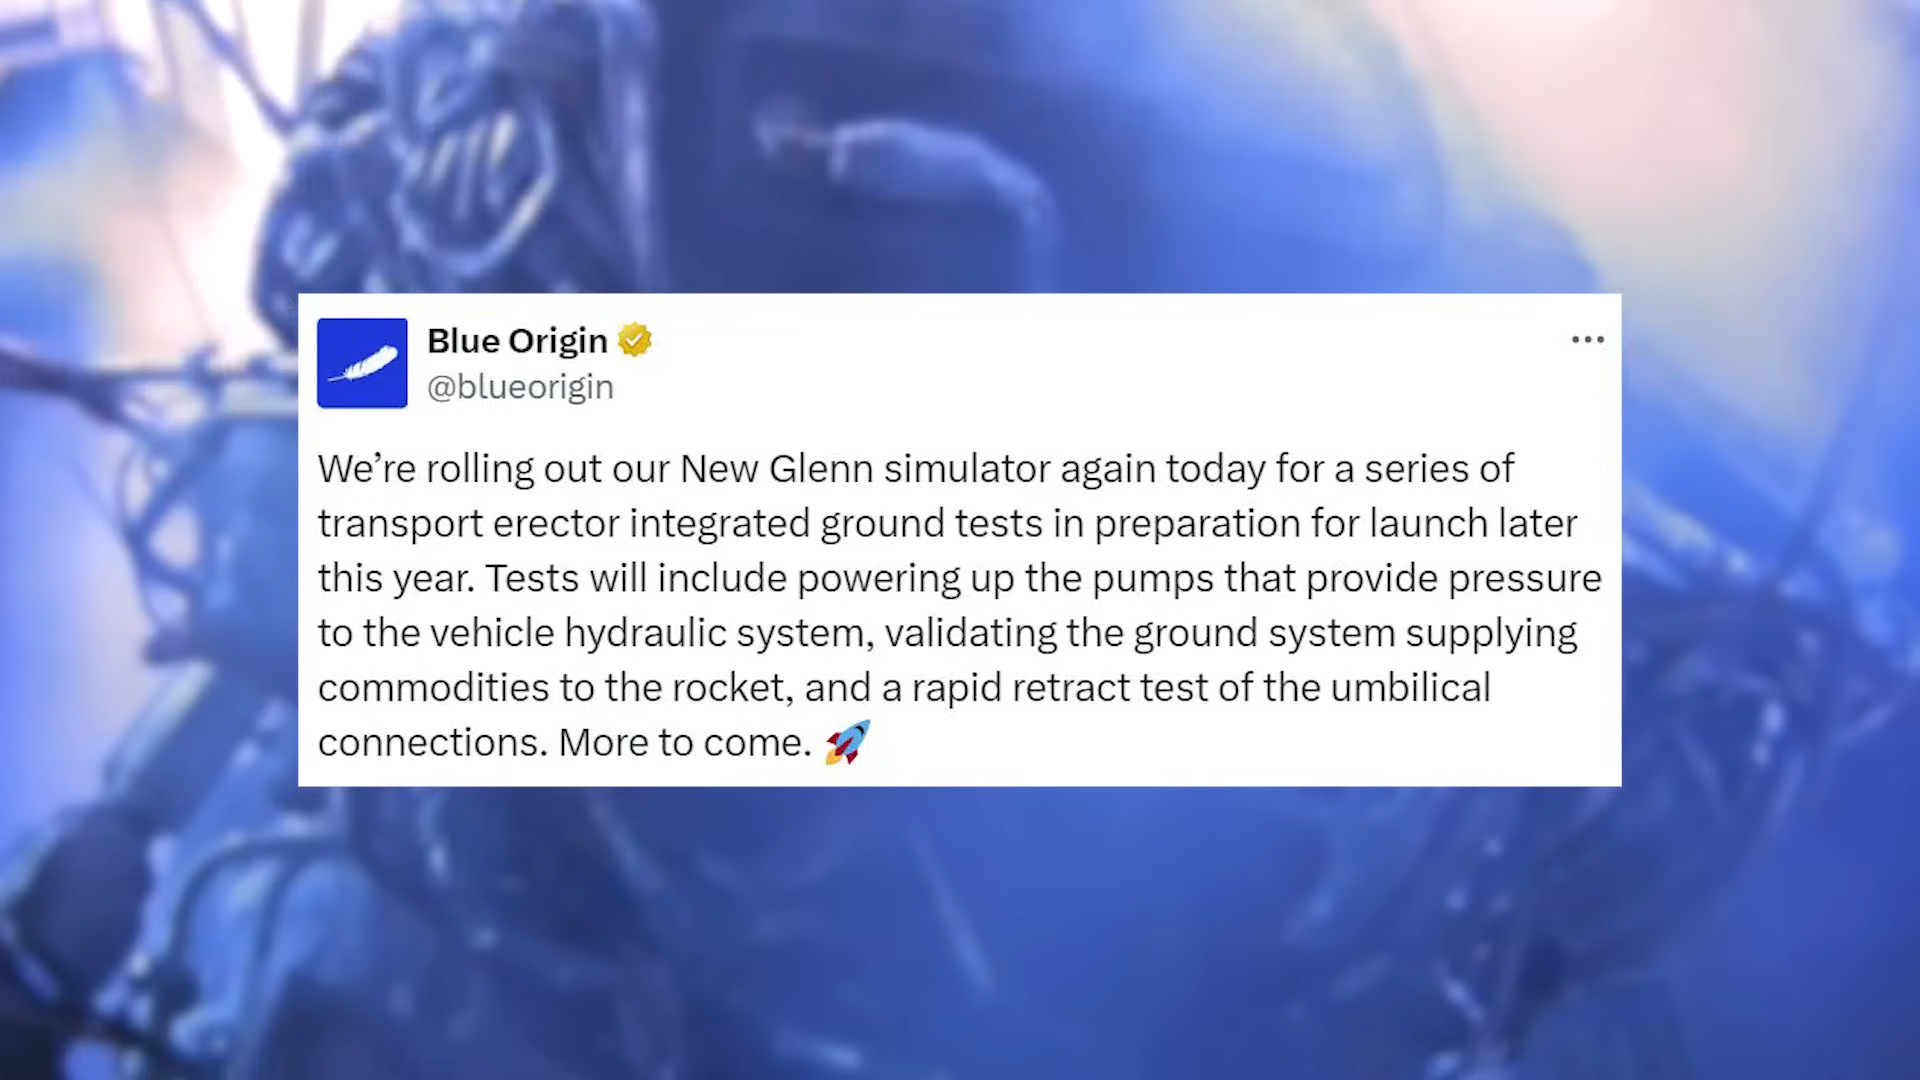 Blue Origin
@blueorigin
We’re rolling out our New Glenn simulator again today for a series of
transport erector integrated ground tests in preparation for launch later
this year. Tests will include powering up the pumps that provide pressure
to the vehicle hydraulic system, validating the ground system supplying
commodities to the rocket, and a rapid retract test of the umbilical
connections. More to come. 🚀